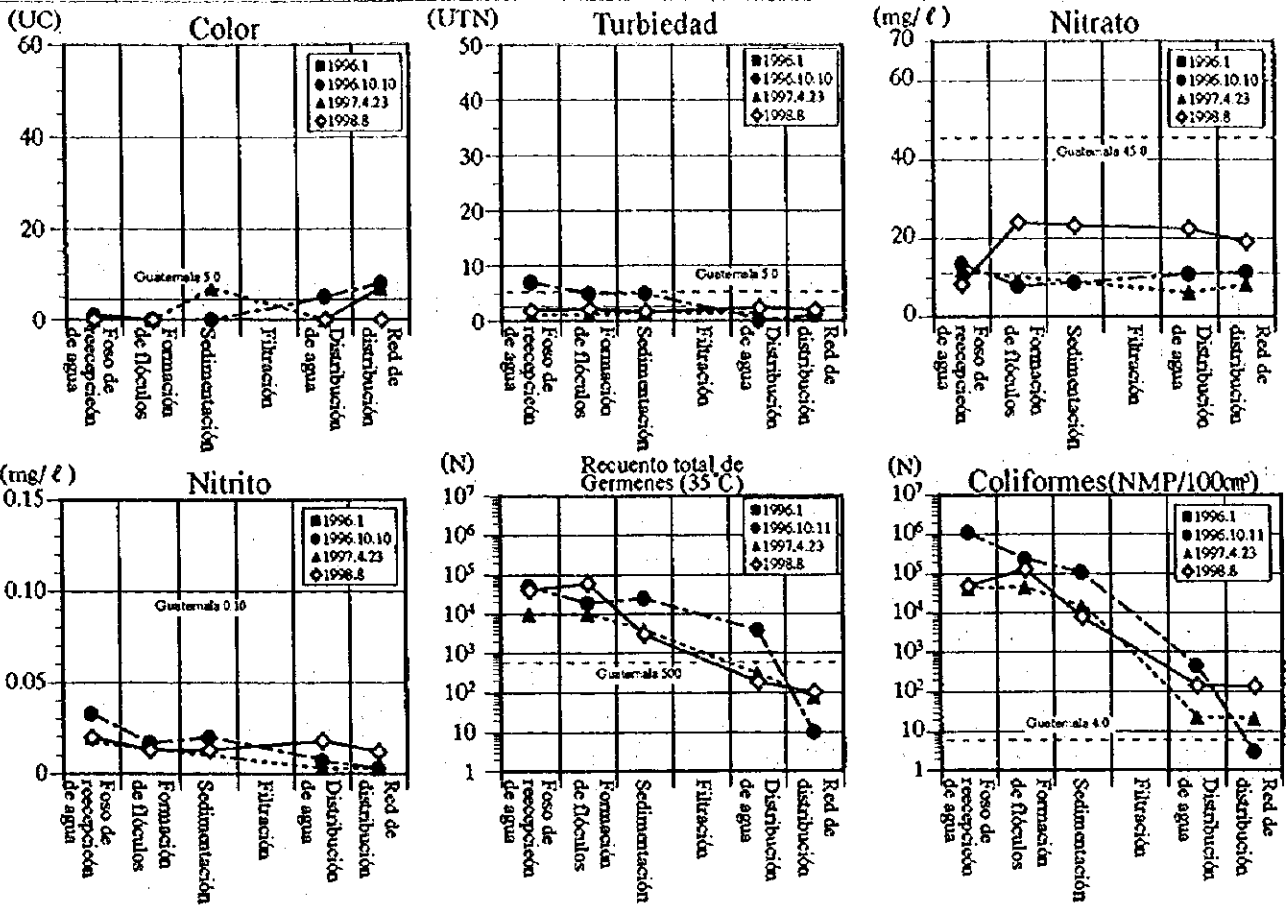 (UC)
Color
60
40
20
0
■1996.1
●1996.10.10
▲1997.4.23
◇1998.8
Guatemala 5.0
Foso de
reecepcieón
de agua
Formación
de flóculos
Sedimentación
Filtración
Distribución
de agua
Red de
distribución
(UTN)
Turbiedad
50
40
30
20
10
0
■1996.1
●1996.10.10
▲1997.4.23
◇1998.8
Guatemala 5.0
Foso de
reecepcieón
de agua
Formación
de flóculos
Sedimentación
Filtración
Distribución
de agua
Red de
distribución
(mg/ℓ)
Nitrato
70
60
40
20
0
■1996.1
●1996.10.10
▲1997.4.23
◇1998.8
Guatemala 45.0
Foso de
reecepcieón
de agua
Formación
de flóculos
Sedimentación
Filtración
Distribución
de agua
Red de
distribución
(mg/ℓ)
Nitrito
0.15
0.10
0.05
0
■1996.1
●1996.10.10
▲1997.4.23
◇1998.8
Guatemala 0.10
Foso de
reecepcieón
de agua
Formación
de flóculos
Sedimentación
Filtración
Distribución
de agua
Red de
distribución
(N)
Recuento total de
Germenes (35°C)
10⁷
10⁶
10⁵
10⁴
10³
10²
10
1
■1996.1
●1996.10.11
▲1997.4.23
◇1998.8
Guatemala 500
Foso de
reecepcieón
de agua
Formación
de flóculos
Sedimentación
Filtración
Distribución
de agua
Red de
distribución
(N)
Coliformes(NMP/100cm³)
10⁷
10⁶
10⁵
10⁴
10³
10²
10
1
■1996.1
●1996.10.11
▲1997.4.23
◇1998.8
Guatemala 4.0
Foso de
reecepcieón
de agua
Formación
de flóculos
Sedimentación
Filtración
Distribución
de agua
Red de
distribución